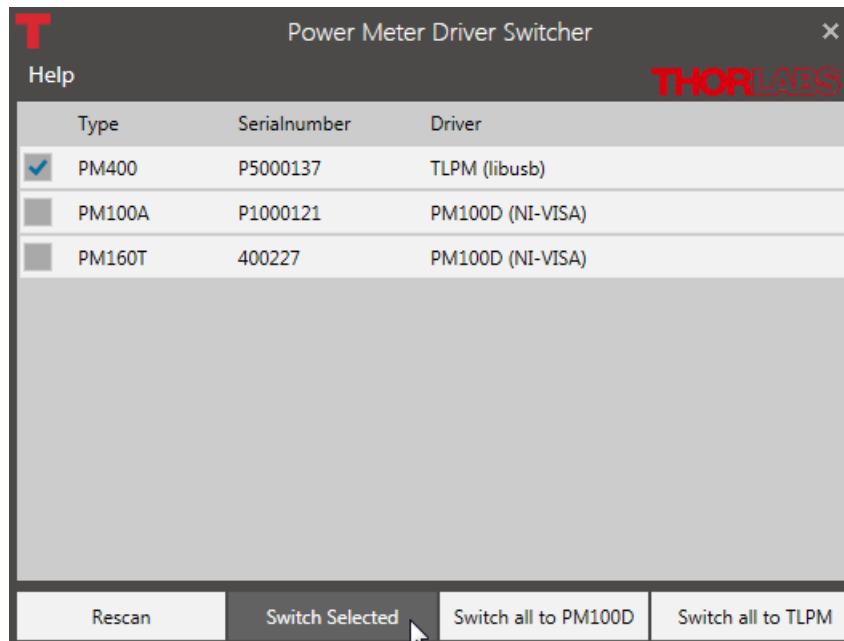 Power Meter Driver Switcher
Help
THORLABS
Type Serialnumber Driver
PM400 P5000137 TLPM (libusb)
PM100A P1000121 PM100D (NI-VISA)
PM160T 400227 PM100D (NI-VISA)
Rescan Switch Selected Switch all to PM100D Switch all to TLPM